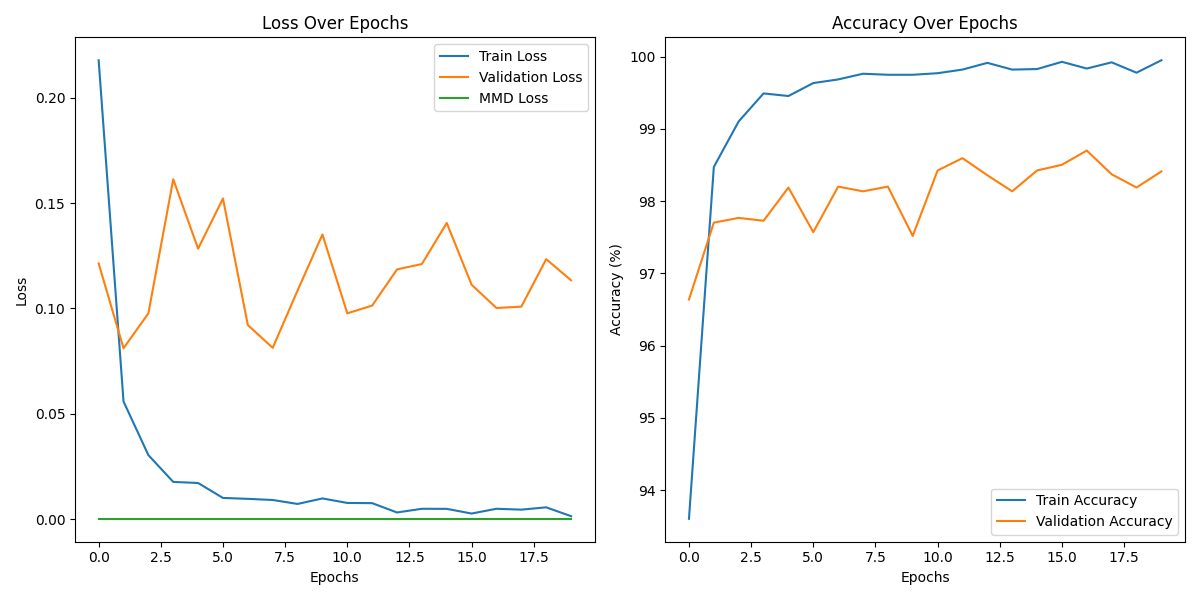 Loss Over Epochs
Train Loss
Validation Loss
MMD Loss
0.20
0.15
0.10
0.05
0.00
Loss
0.0 2.5 5.0 7.5 10.0 12.5 15.0 17.5
Epochs
Accuracy Over Epochs
100
99
98
97
96
95
94
Accuracy (%)
Train Accuracy
Validation Accuracy
0.0 2.5 5.0 7.5 10.0 12.5 15.0 17.5
Epochs